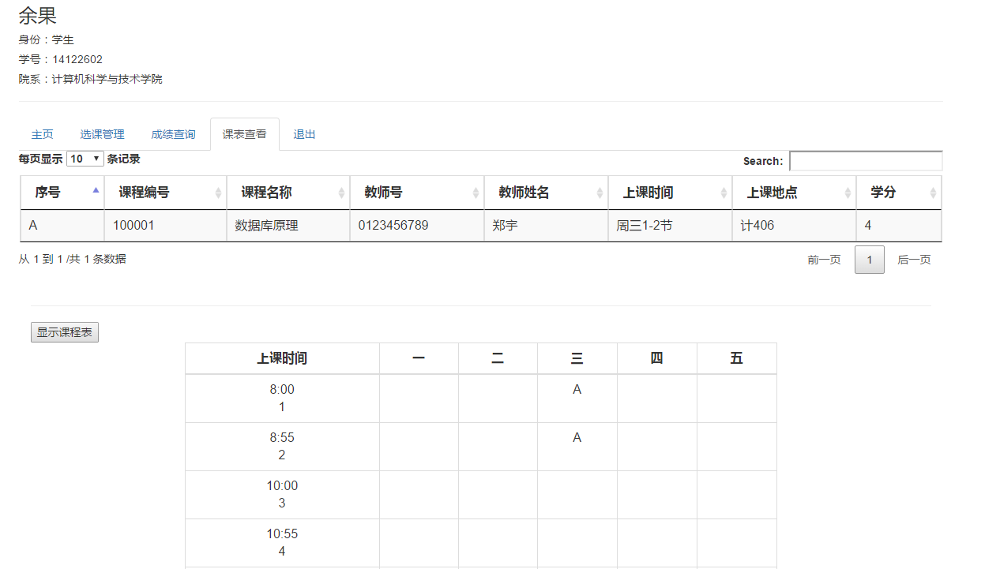 余果
身份：学生
学号：14122602
院系：计算机科学与技术学院
主页 选课管理 成绩查询 课表查看 退出
每页显示 10 条记录 Search:
序号 课程编号 课程名称 教师号 教师姓名 上课时间 上课地点 学分
A 100001 数据库原理 0123456789 郑宇 周三1-2节 计406 4
从 1 到 1 /共 1 条数据 前一页 1 后一页
显示课程表
上课时间 一 二 三 四 五
8:00 A
1
8:55 A
2
10:00
3
10:55
4